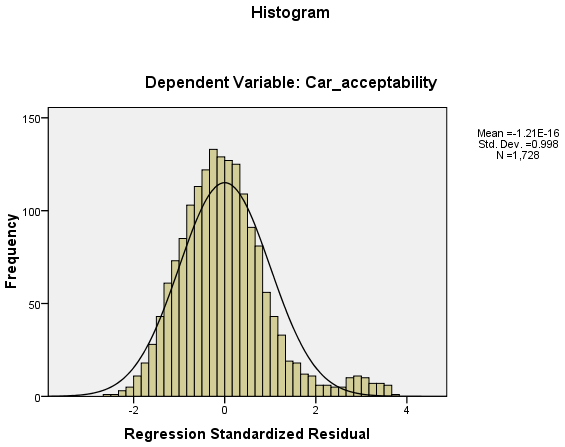 Histogram
Dependent Variable: Car_acceptability
150
100
50
0
Frequency
-2
0
2
4
Regression Standardized Residual
Mean =-1.21E-16
Std. Dev. =0.998
N =1,728